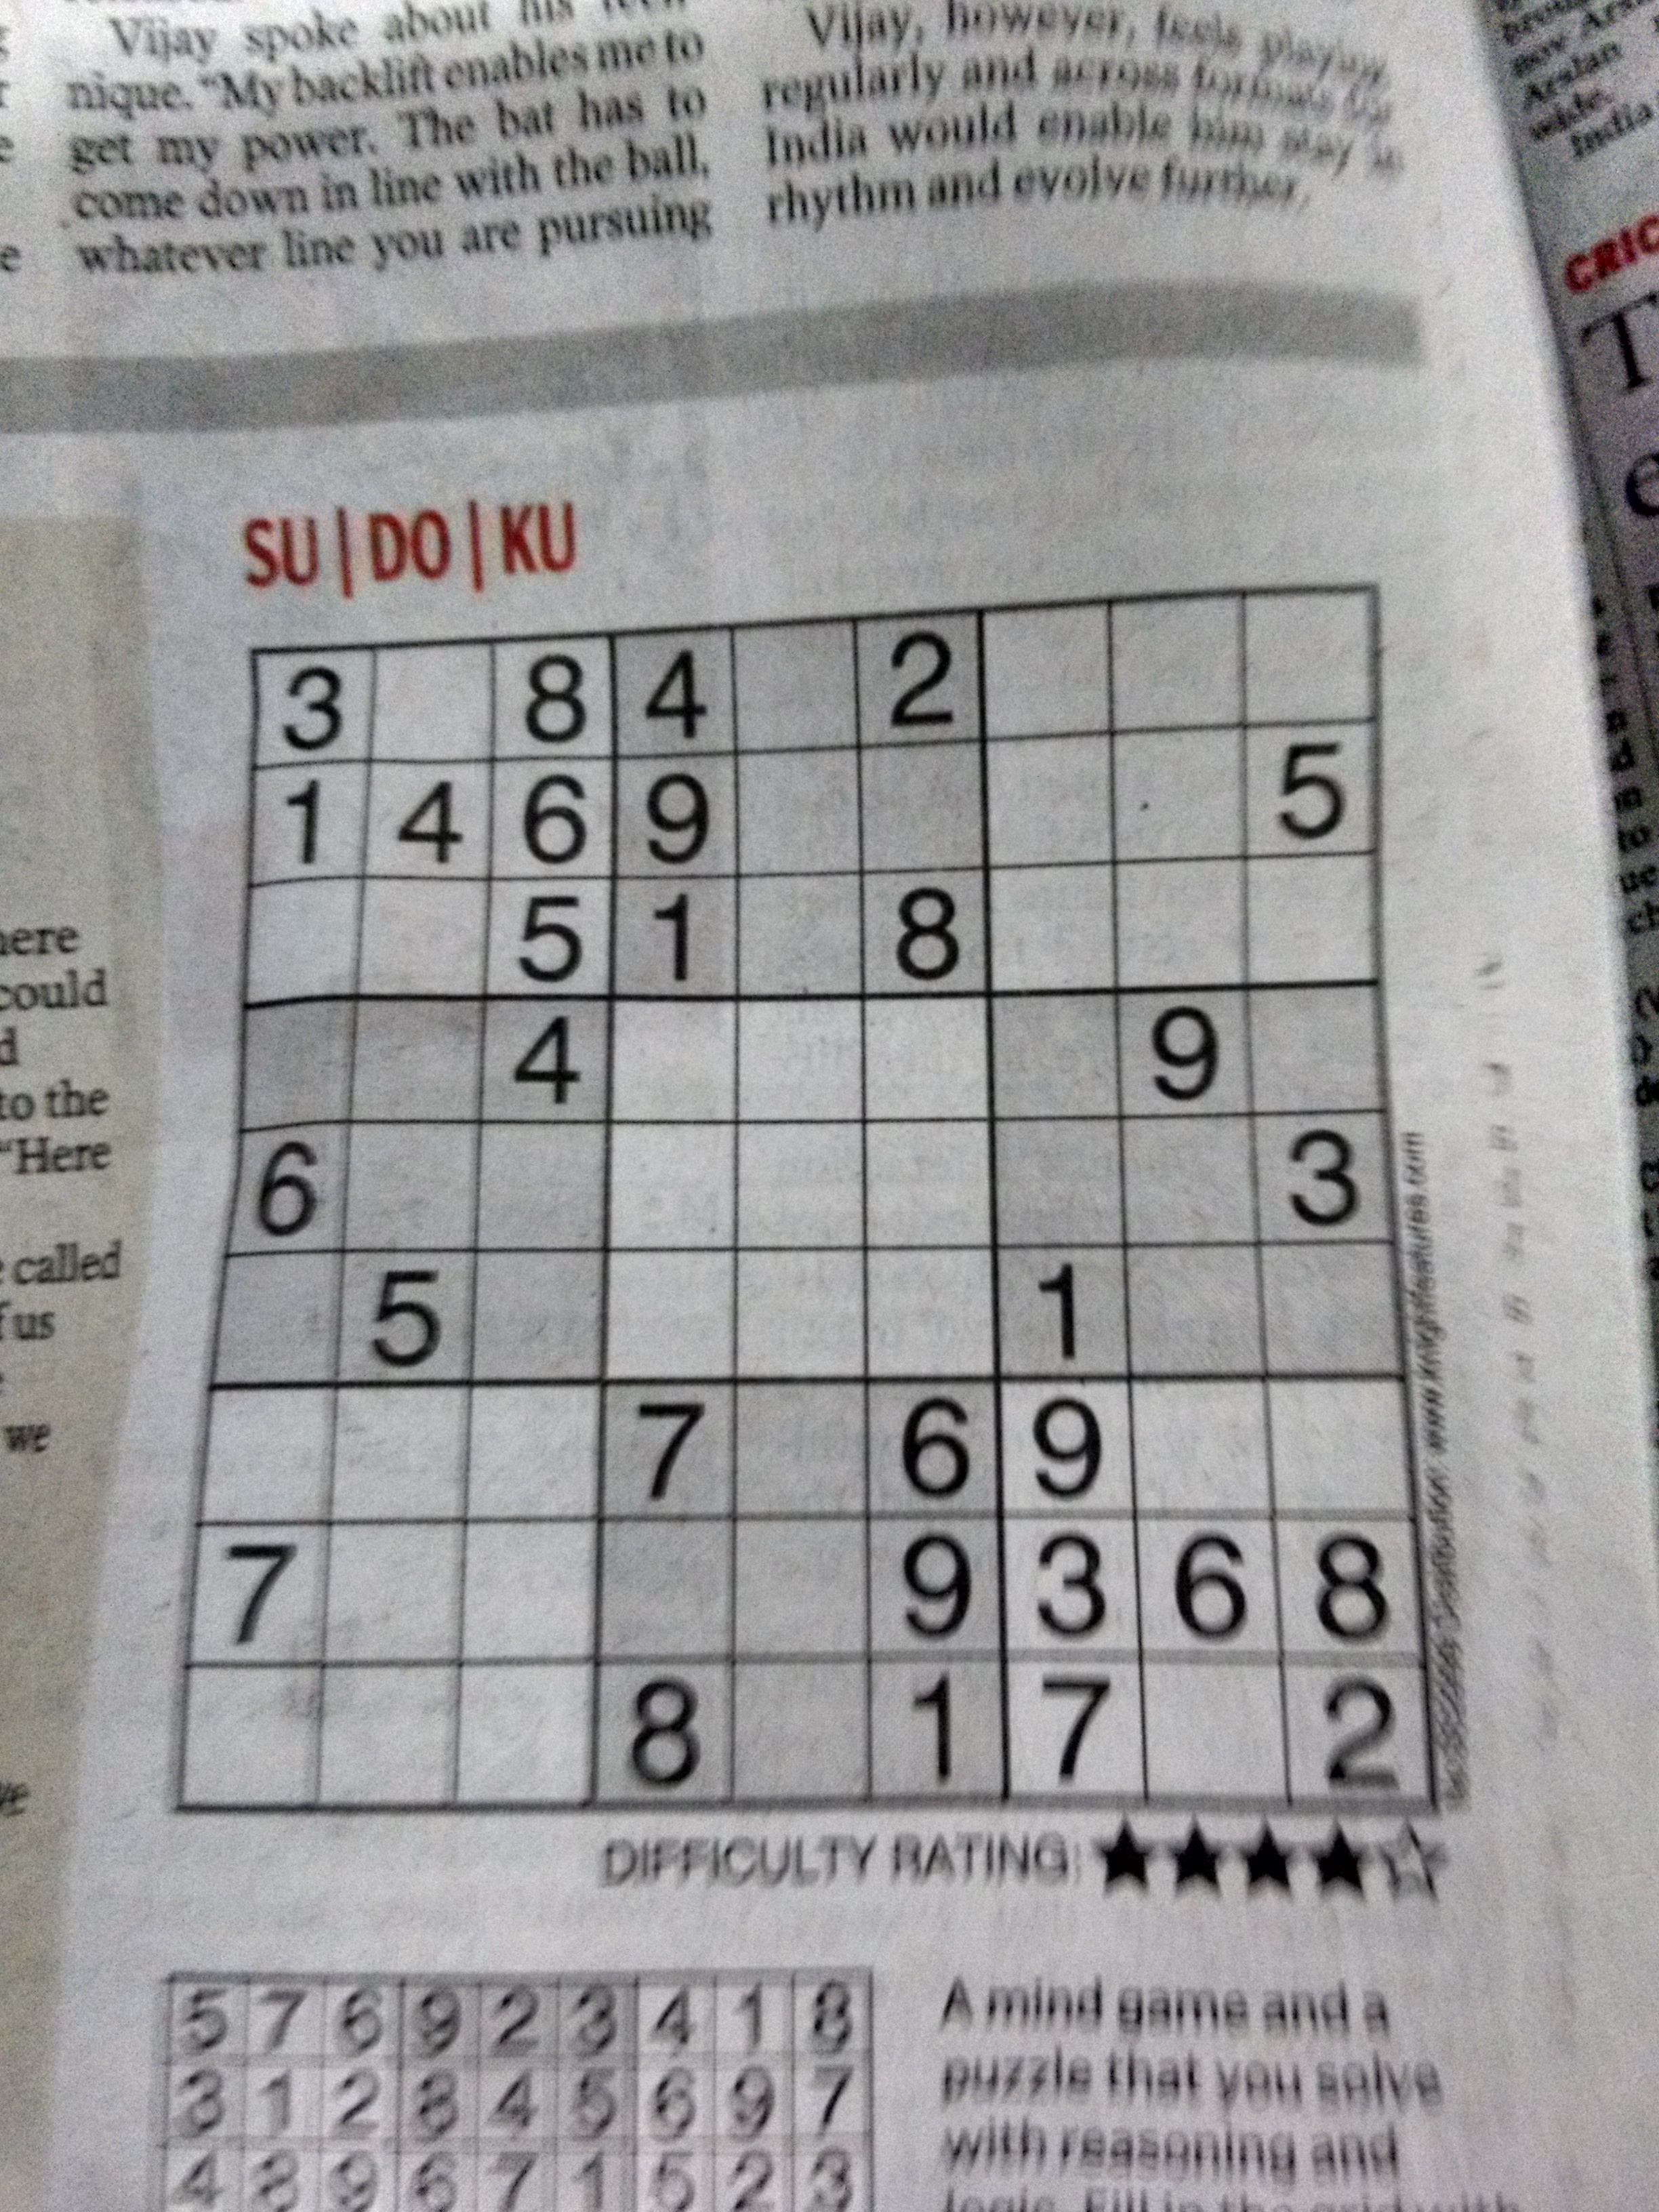 Vijay spoke about his
nique. "My backlift enables me to
get my power. The bat has to
come down in line with the ball,
whatever line you are pursuing
Vijay, however, feels playing
regularly and across formats for
India would enable him stay in
rhythm and evolve further.
Arslan
wide.
India
CRIC
SU|DO|KU
3 8 4 2
1 4 6 9 5
5 1 8
4 9
6 3
5 1
7 6 9
7 9 3 6 8
8 1 7 2
here
could
d
to the
"Here
called
f us
we
DIFFICULTY RATING: ★★★★☆
5 7 6 9 2 3 4 1 8
3 1 2 8 4 5 6 9 7
4 8 9 6 7 1 5 2 3
A mind game and a
puzzle that you solve
with reasoning and